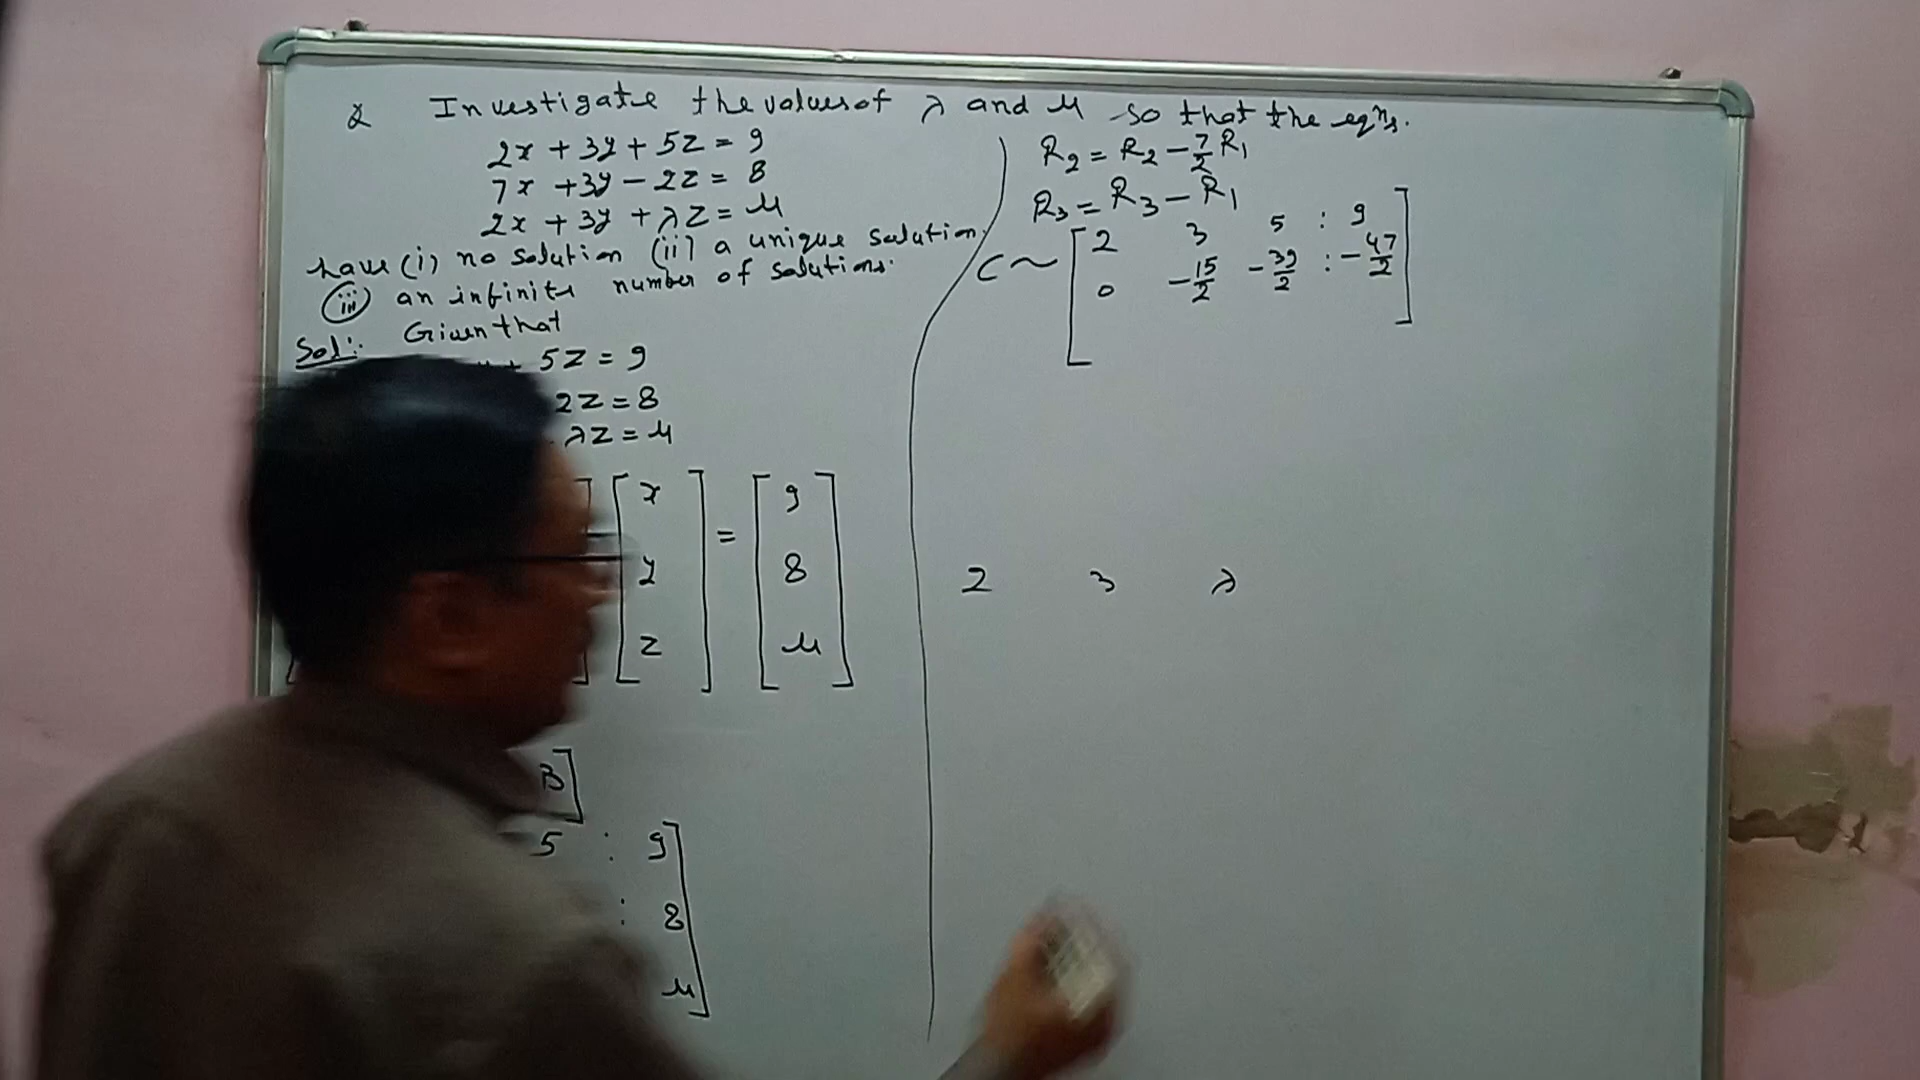 Q Investigate the values of λ and μ so that the eqns.
2x + 3y + 5z = 9
7x + 3y - 2z = 8
2x + 3y + λz = μ
have (i) no solution (ii) a unique solution.
(iii) an infinite number of solutions.
Sol: Given that
5z = 9
2z = 8
λz = μ
[x] = [9]
[y] [8]
[z] [μ]
B]
5 : 9]
: 8
μ]
R2 = R2 - 7/2 R1
R3 = R3 - R1
C ~ [2 3 5 : 9]
0 -15/2 -39/2 : -47/2
2 3 λ